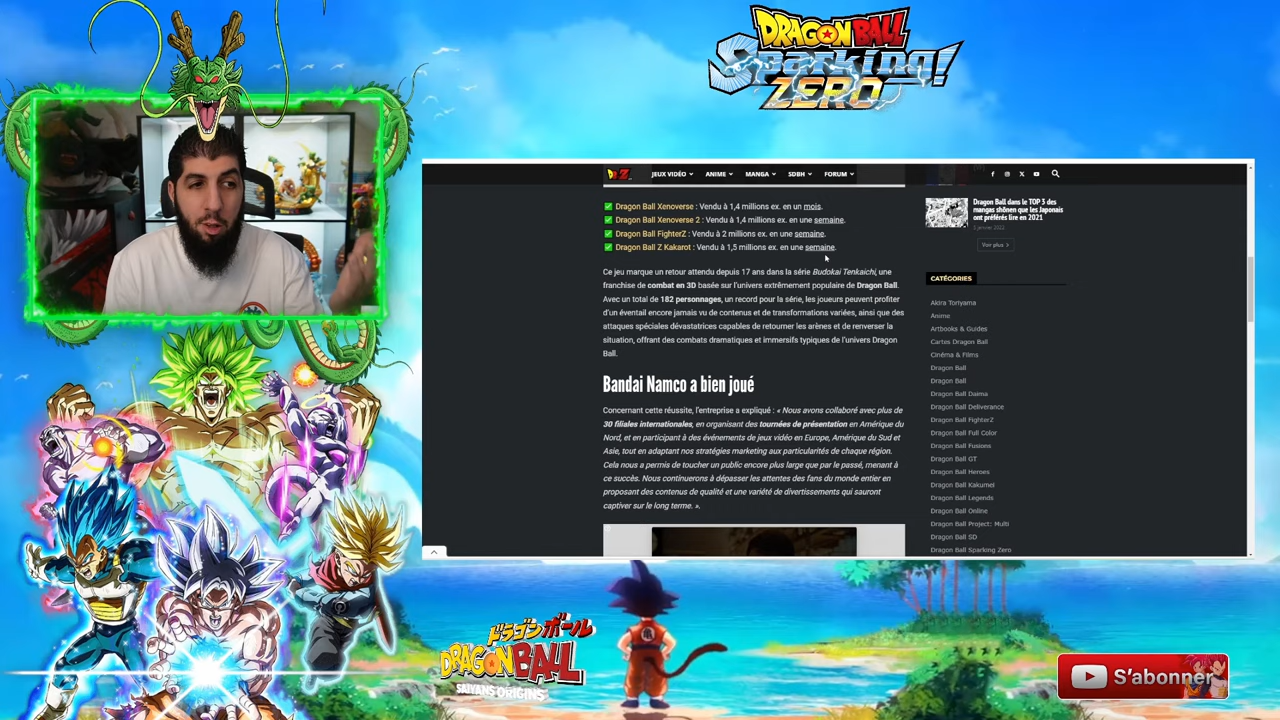 DRAGONBALL
Sparking!
ZERO
JEUX VIDÉO
ANIME
MANGA
SDBH
FORUM
Dragon Ball Xenoverse : Vendu à 1,4 millions ex. en un mois.
Dragon Ball Xenoverse 2 : Vendu à 1,4 millions ex. en une semaine.
Dragon Ball FighterZ : Vendu à 2 millions ex. en une semaine.
Dragon Ball Z Kakarot : Vendu à 1,5 millions ex. en une semaine.
Ce jeu marque un retour attendu depuis 17 ans dans la série Budokai Tenkaichi, une
franchise de combat en 3D basée sur l'univers extrêmement populaire de Dragon Ball.
Avec un total de 182 personnages, un record pour la série, les joueurs peuvent profiter
d'un éventail encore jamais vu de contenus et de transformations variées, ainsi que des
attaques spéciales dévastatrices capables de retourner les arènes et de renverser la
situation, offrant des combats dramatiques et immersifs typiques de l'univers Dragon
Ball.
Bandai Namco a bien joué
Concernant cette réussite, l'entreprise a expliqué : « Nous avons collaboré avec plus de
30 filiales internationales, en organisant des tournées de présentation en Amérique du
Nord, et en participant à des événements de jeux vidéo en Europe, Amérique du Sud et
Asie, tout en adaptant nos stratégies marketing aux particularités de chaque région.
Cela nous a permis de toucher un public encore plus large que par le passé, menant à
ce succès. Nous continuerons à dépasser les attentes des fans du monde entier en
proposant des contenus de qualité et une variété de divertissements qui sauront
captiver sur le long terme. ».
Dragon Ball dans le TOP 3 des
mangas shônen que les Japonais
ont préférés lire en 2021
Voir plus >
CATÉGORIES
Akira Toriyama
Anime
Artbooks & Guides
Cartes Dragon Ball
Cinéma & Films
Dragon Ball
Dragon Ball
Dragon Ball Daima
Dragon Ball Deliverance
Dragon Ball FighterZ
Dragon Ball Full Color
Dragon Ball Fusions
Dragon Ball GT
Dragon Ball Heroes
Dragon Ball Kakumei
Dragon Ball Legends
Dragon Ball Online
Dragon Ball Project: Multi
Dragon Ball SD
Dragon Ball Sparking Zero
ドラゴンボール
DRAGONBALL
SAIYANS ORIGINS
S'abonner